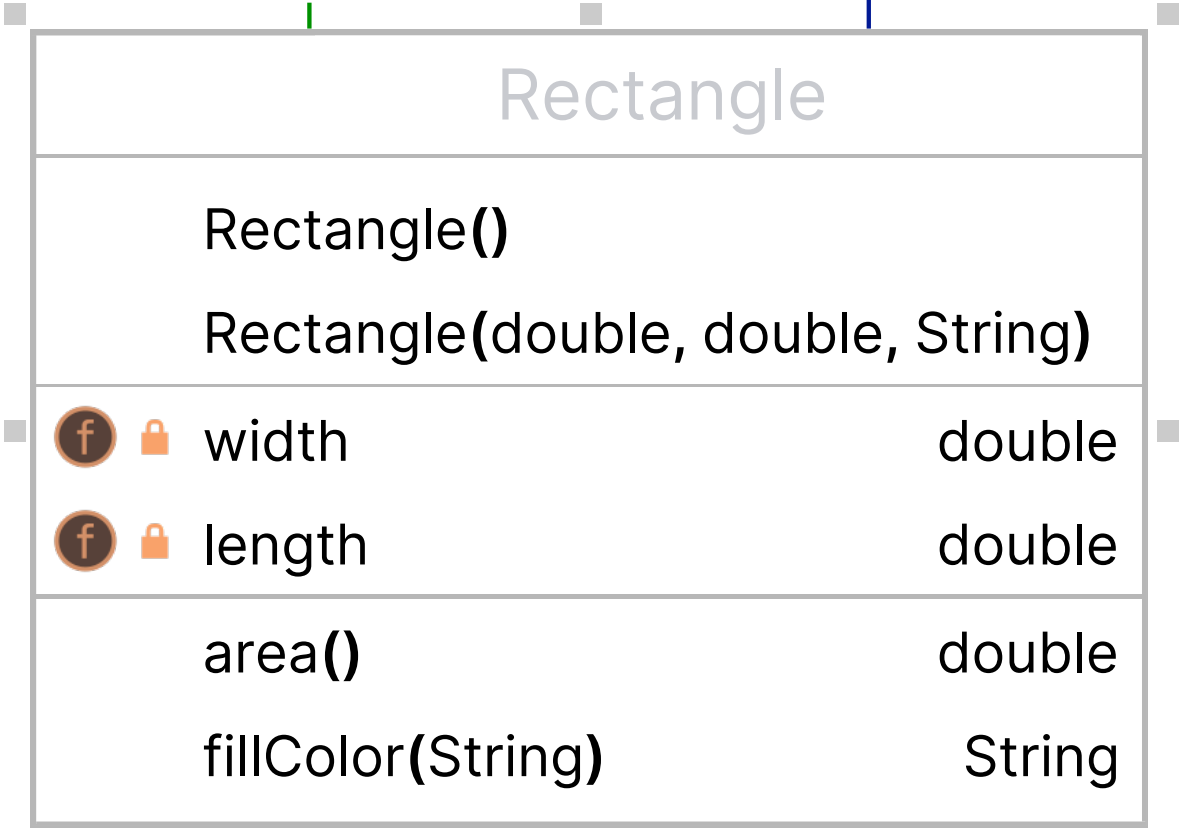 Rectangle
Rectangle()
Rectangle(double, double, String)
f width double
f length double
area() double
fillColor(String) String